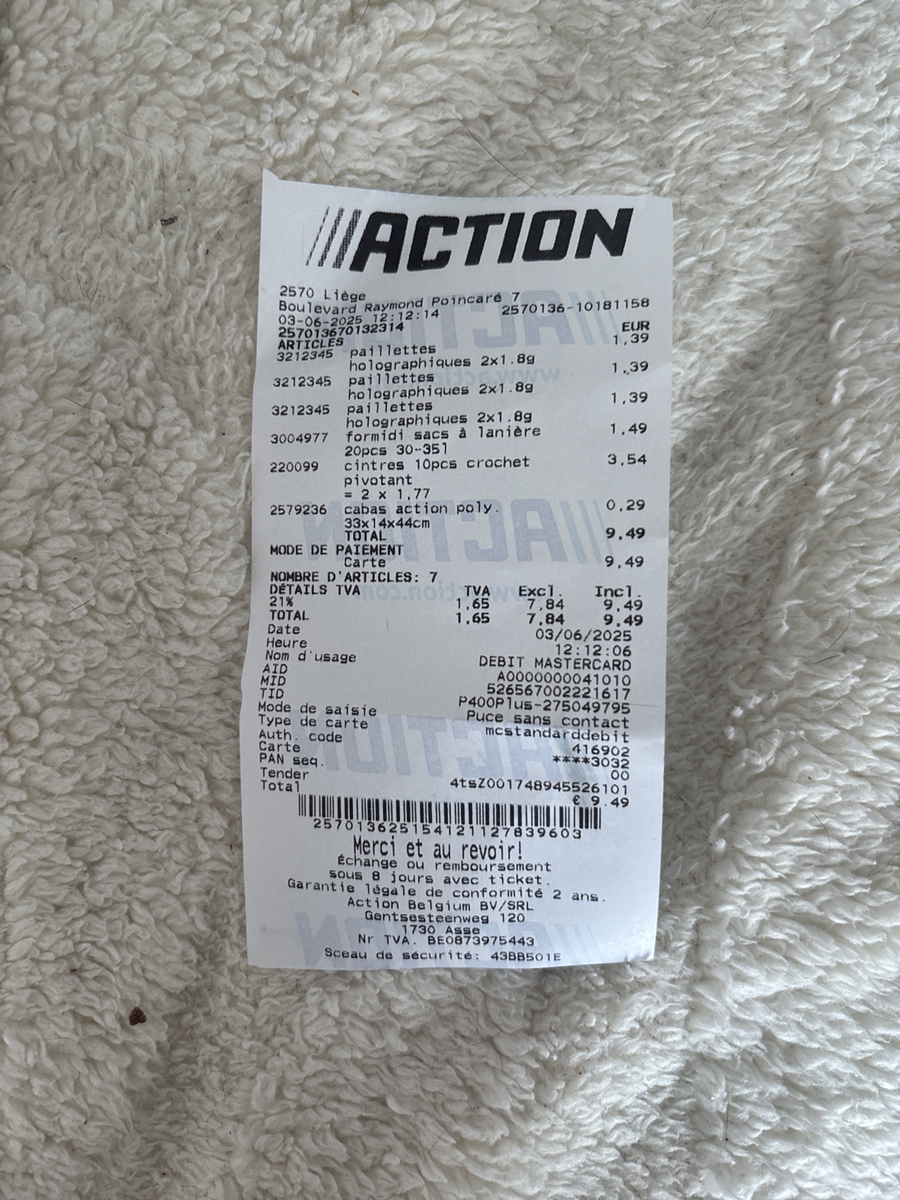 ///ACTION
2570 Liège
Boulevard Raymond Poincaré 7
03-06-2025 12:12:14 2570136-10181158
257013670132314
ARTICLES EUR
3212345 paillettes 1,39
holographiques 2x1.8g
3212345 paillettes 1,39
holographiques 2x1.8g
3212345 paillettes 1,39
holographiques 2x1.8g
3004977 formidi sacs à lanière 1,49
20pcs 30-35l
220099 cintres 10pcs crochet 3,54
pivotant
= 2 x 1,77
2579236 cabas action poly. 0,29
33x14x44cm
TOTAL 9,49
MODE DE PAIEMENT
Carte 9,49
NOMBRE D'ARTICLES: 7
DÉTAILS TVA TVA Excl. Incl.
21% 1,65 7,84 9,49
TOTAL 1,65 7,84 9,49
Date 03/06/2025
Heure 12:12:06
Nom d'usage DEBIT MASTERCARD
AID A0000000041010
MID 526567002221617
TID P400Plus-275049795
Mode de saisie Puce sans contact
Type de carte mcstandarddebit
Auth. code 416902
Carte ****3032
PAN seq. 00
Tender 4tsZ001748945526101
Total € 9.49
257013625154121127839603
Merci et au revoir!
Échange ou remboursement
sous 8 jours avec ticket.
Garantie légale de conformité 2 ans.
Action Belgium BV/SRL
Gentsesteenweg 120
1730 Asse
Nr TVA. BE0873975443
Sceau de sécurité: 43BB501E